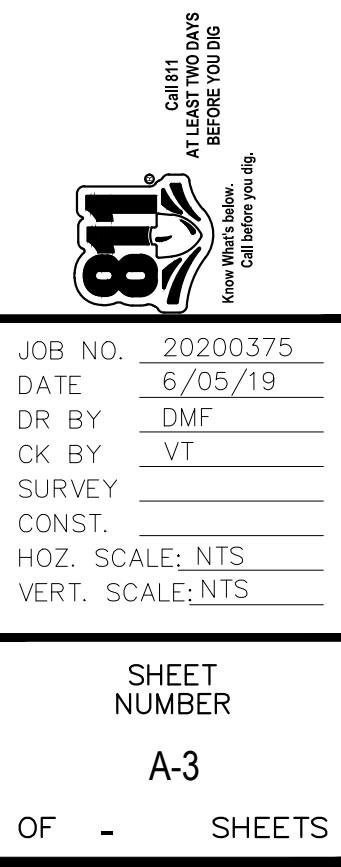 Call 811
AT LEAST TWO DAYS
BEFORE YOU DIG
811
®
Know What's below.
Call before you dig.
JOB NO. 20200375
DATE 6/05/19
DR BY DMF
CK BY VT
SURVEY
CONST.
HOZ. SCALE: NTS
VERT. SCALE: NTS
SHEET
NUMBER
A-3
OF - SHEETS